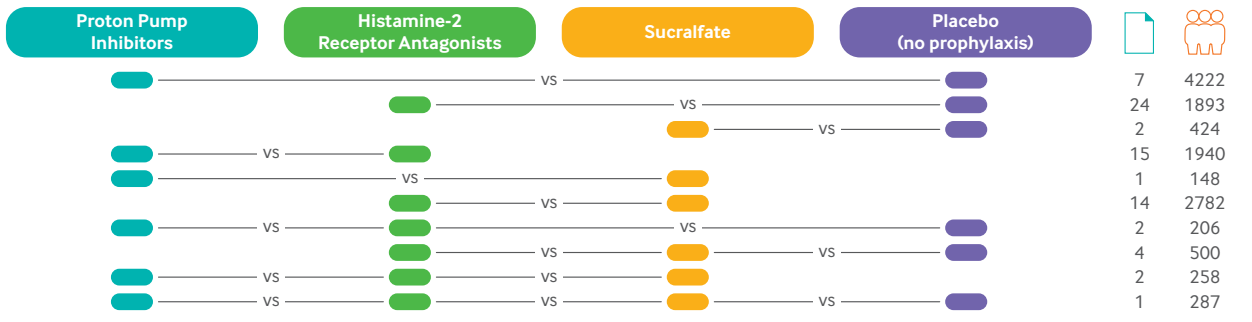 Proton Pump
Inhibitors
Histamine-2
Receptor Antagonists
Sucralfate
Placebo
(no prophylaxis)
vs 7 4222
vs 24 1893
vs 2 424
vs 15 1940
vs 1 148
vs 14 2782
vs vs 2 206
vs vs 4 500
vs vs 2 258
vs vs vs 1 287